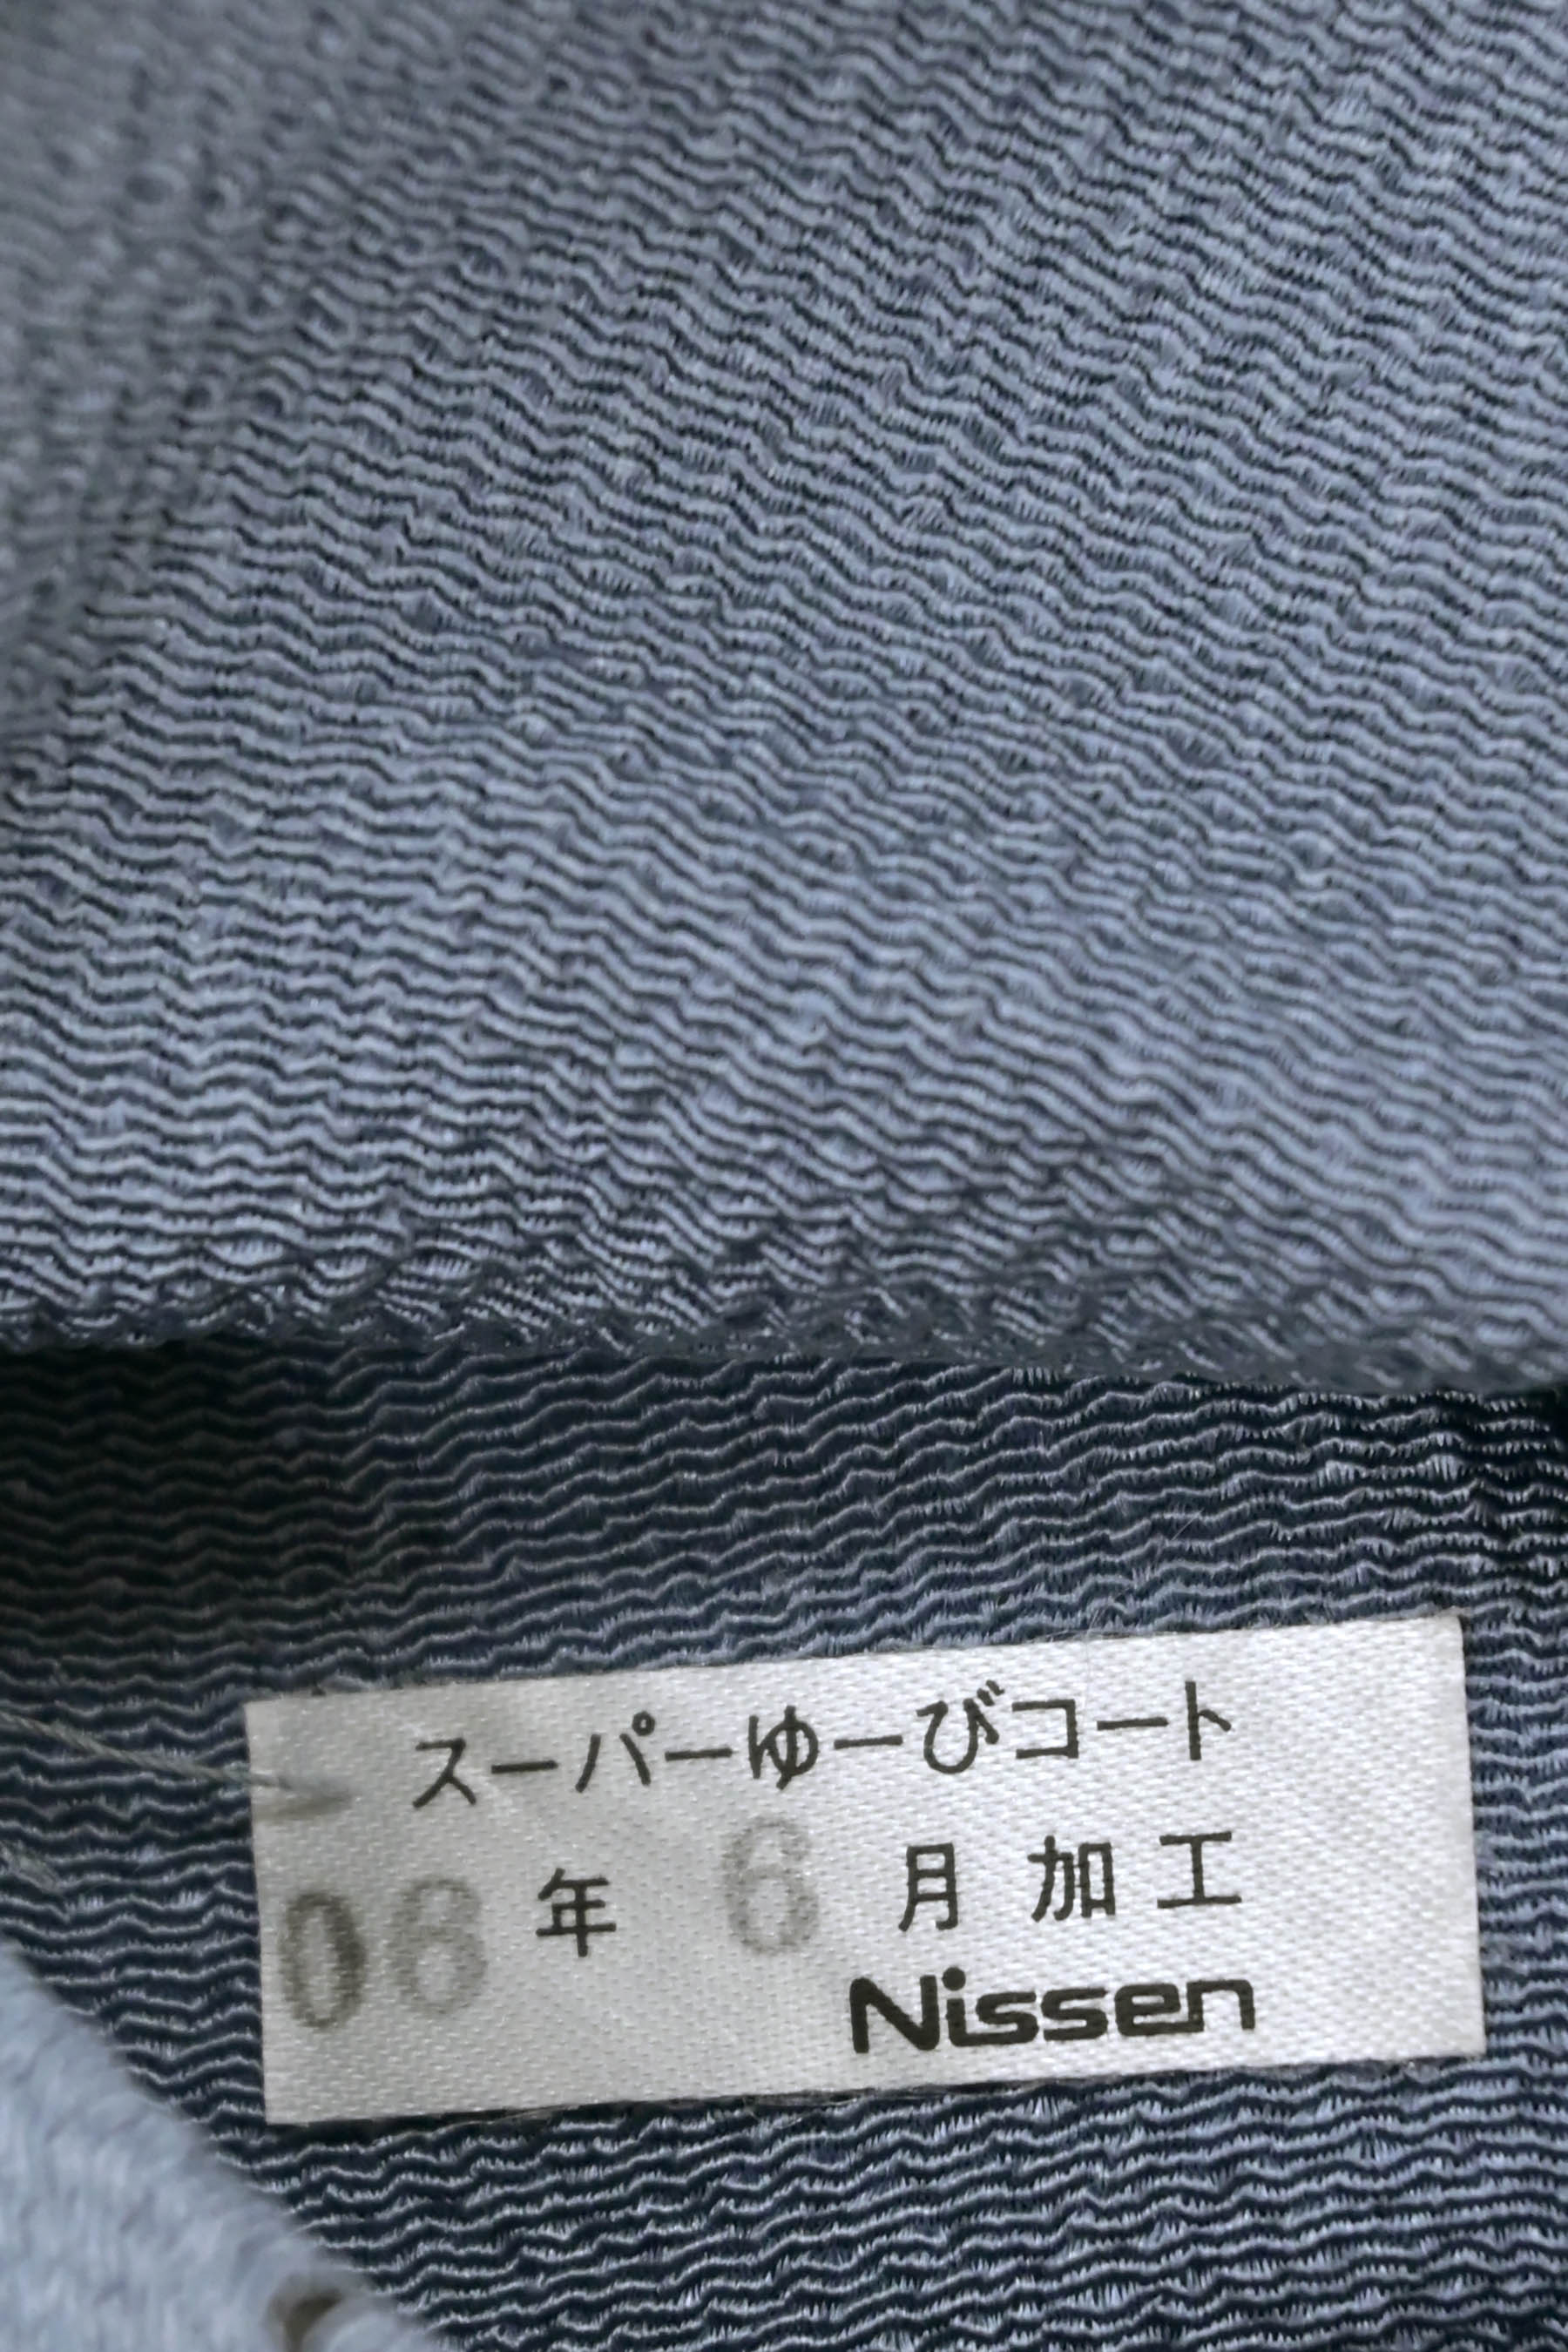 スーパーゆーびコート
08 年 6 月 加 工
Nissen